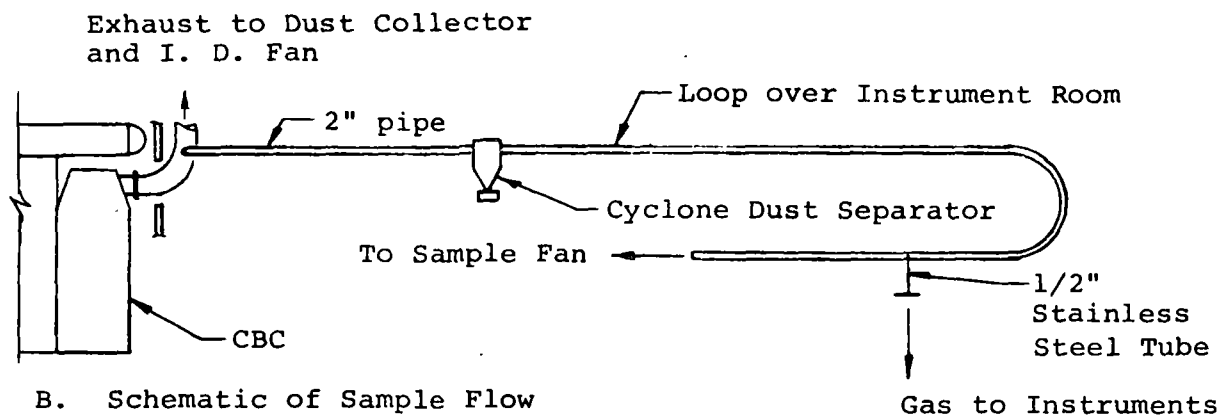 Exhaust to Dust Collector
and I. D. Fan
2" pipe
Loop over Instrument Room
Cyclone Dust Separator
To Sample Fan
1/2"
Stainless
Steel Tube
CBC
B. Schematic of Sample Flow
Gas to Instruments